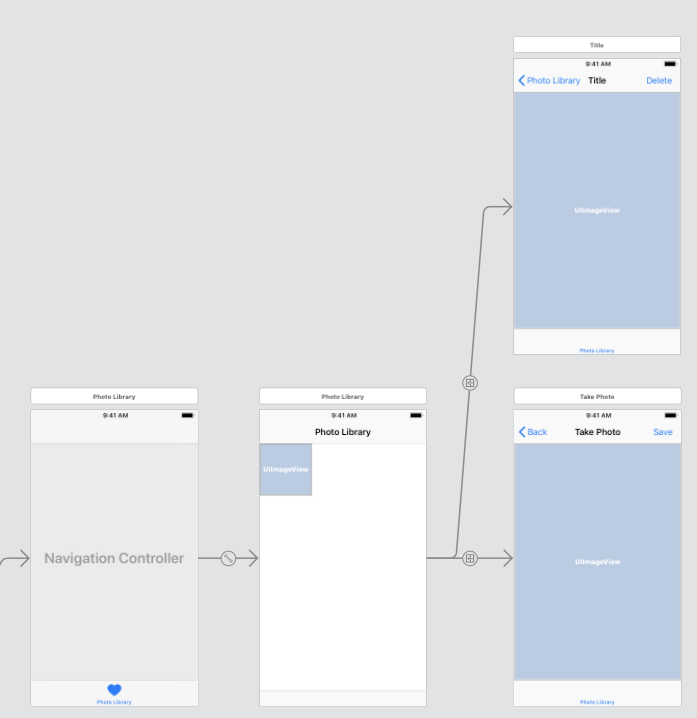 Title
9:41 AM
Photo Library Title Delete
UIImageView
Photo Library
Photo Library
9:41 AM
Navigation Controller
Photo Library
Photo Library
9:41 AM
Photo Library
UIImageView
Take Photo
9:41 AM
Back Take Photo Save
UIImageView
Photo Library